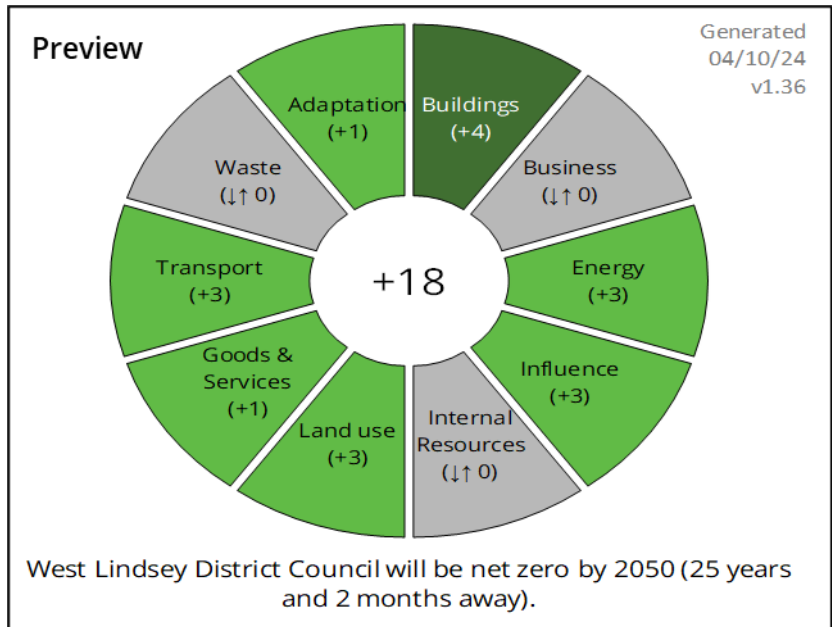 Preview
Generated
04/10/24
v1.36
Adaptation
(+1)
Buildings
(+4)
Waste
(↓↑ 0)
Business
(↓↑ 0)
Transport
(+3)
+18
Energy
(+3)
Goods &
Services
(+1)
Influence
(+3)
Land use
(+3)
Internal
Resources
(↓↑ 0)
West Lindsey District Council will be net zero by 2050 (25 years
and 2 months away).